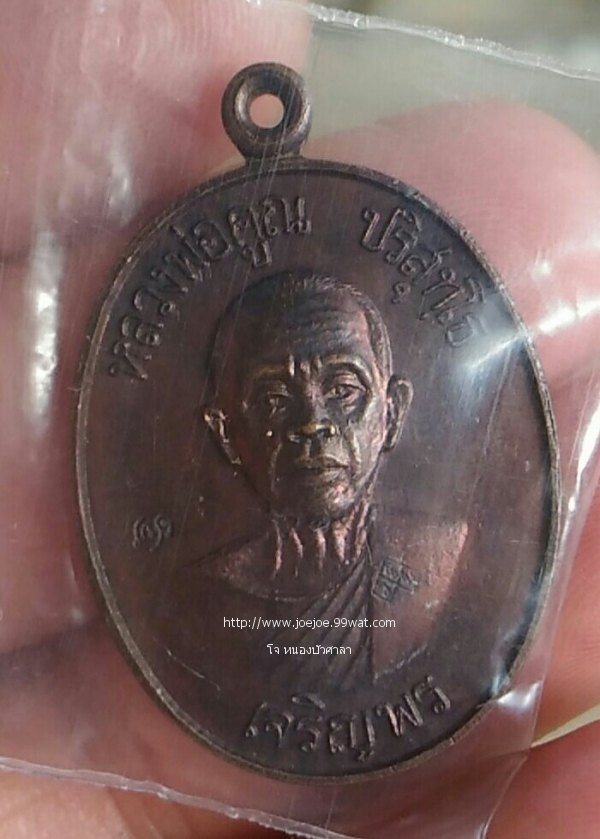 หลวงพ่อคูณ ปริสุทฺโธ
http://www.joejoe.99wat.com
โจ หนองบัวศาลา
เจริญพร